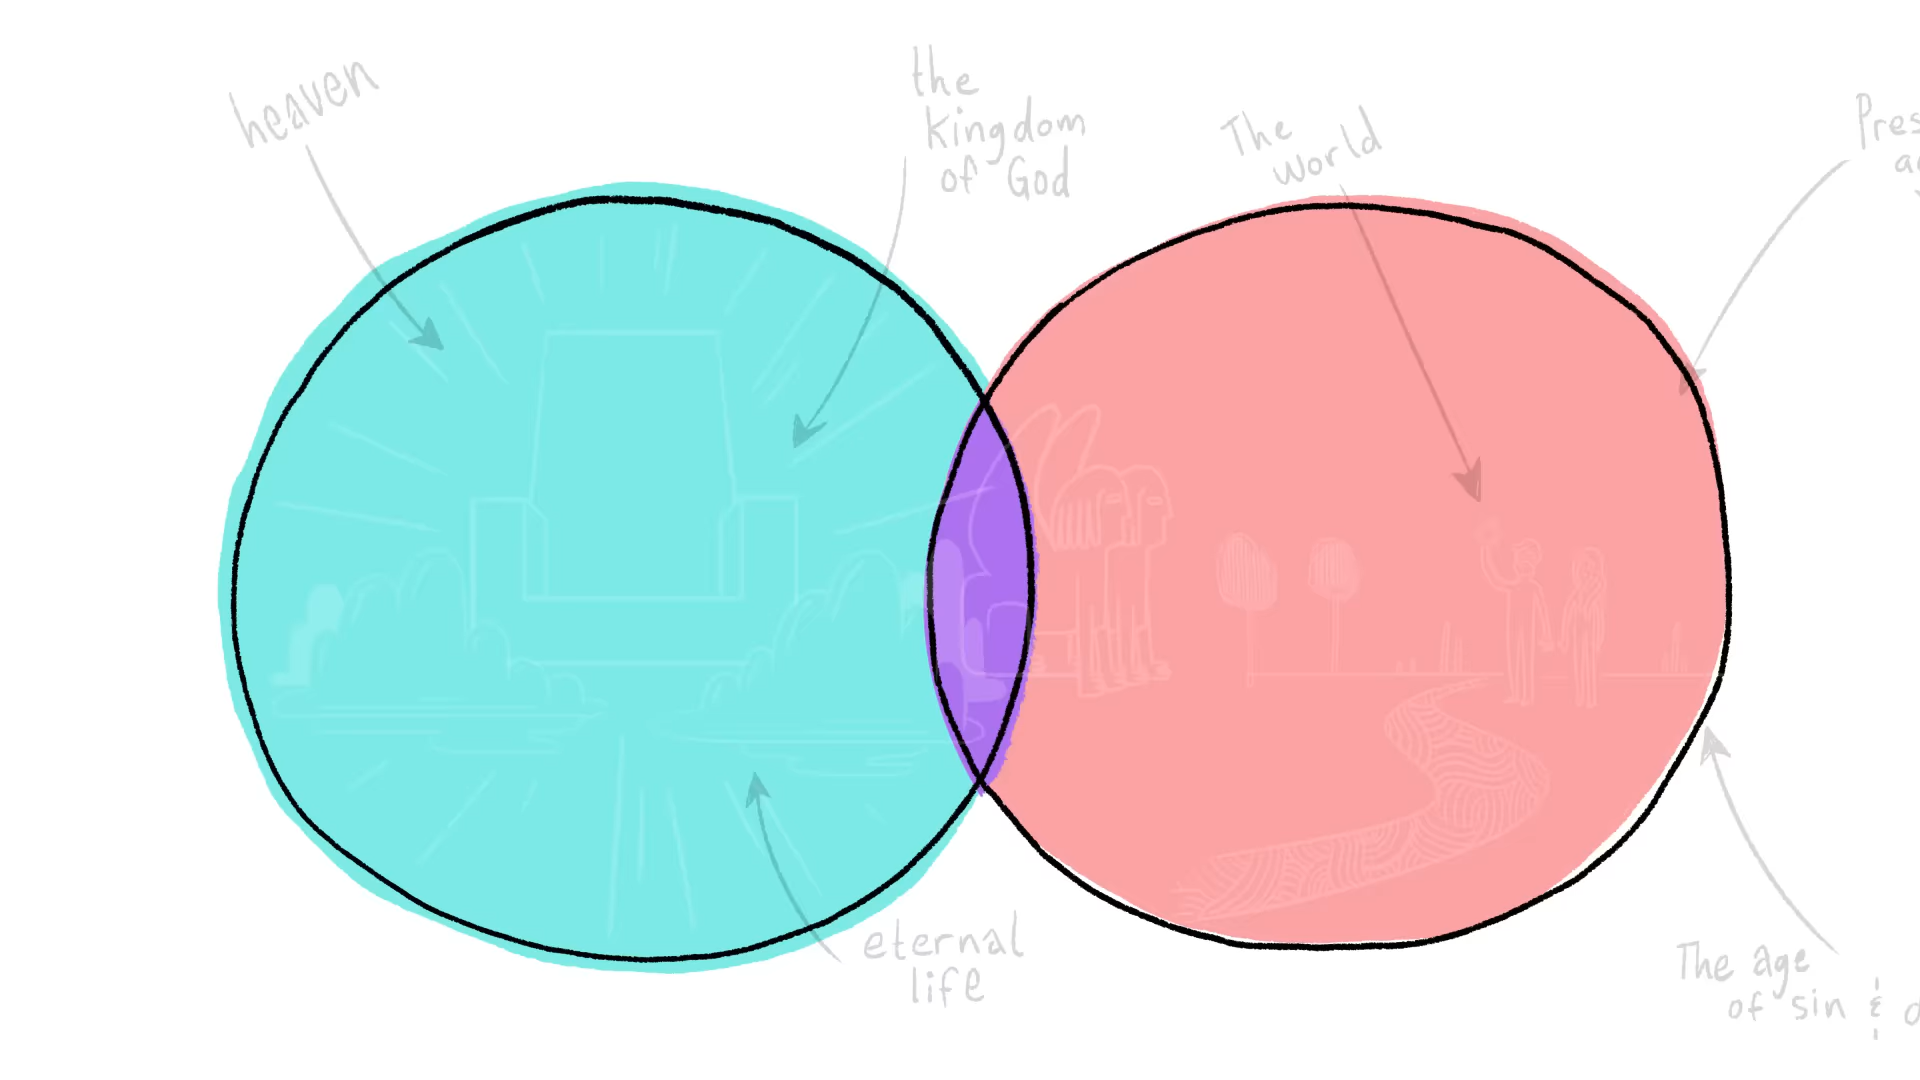 heaven
the
kingdom
of God
The
world
eternal
life
The age
of sin &